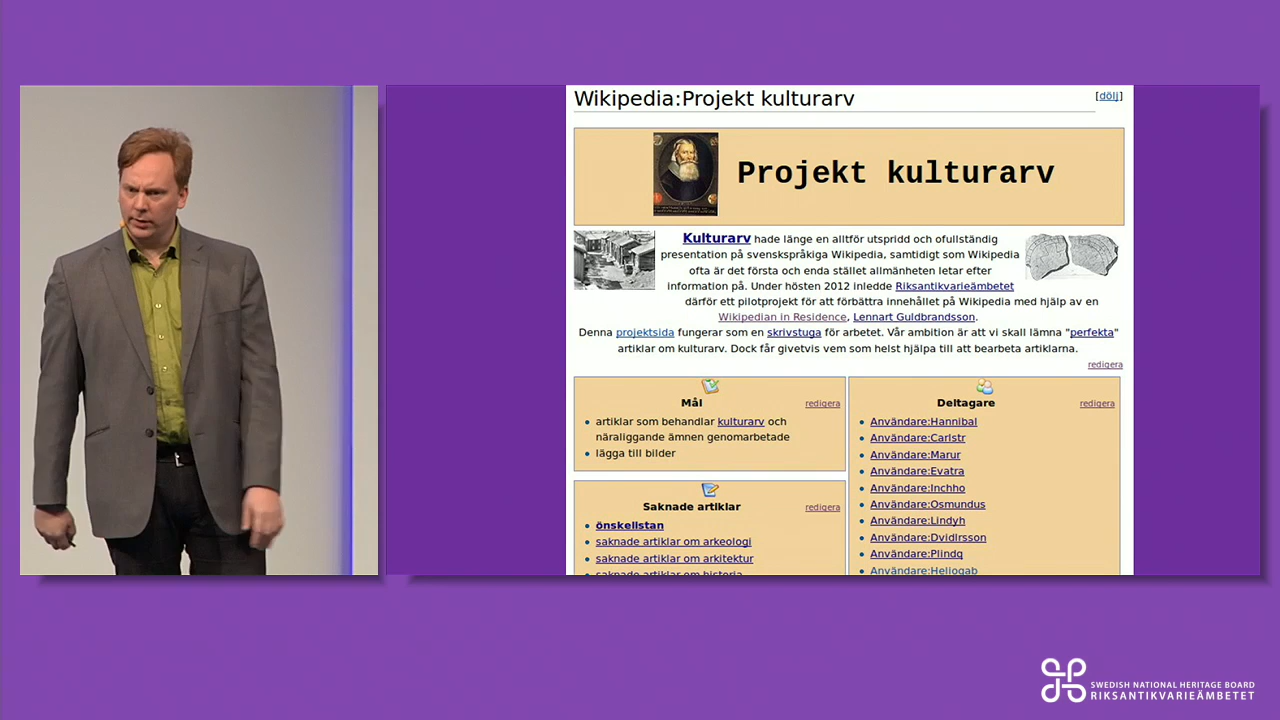 Wikipedia:Projekt kulturarv
[dölj]
Projekt kulturarv
Kulturarv hade länge en alltför utspridd och ofullständig
presentation på svenskspråkiga Wikipedia, samtidigt som Wikipedia
ofta är det första och enda stället allmänheten letar efter
information på. Under hösten 2012 inledde Riksantikvarieämbetet
därför ett pilotprojekt för att förbättra innehållet på Wikipedia med hjälp av en
Wikipedian in Residence, Lennart Guldbrandsson.
Denna projektsida fungerar som en skrivstuga för arbetet. Vår ambition är att vi skall lämna "perfekta"
artiklar om kulturarv. Dock får givetvis vem som helst hjälpa till att bearbeta artiklarna.
redigera
Mål
redigera
artiklar som behandlar kulturarv och
näraliggande ämnen genomarbetade
lägga till bilder
Saknade artiklar
redigera
önskelistan
saknade artiklar om arkeologi
saknade artiklar om arkitektur
saknade artiklar om historia
Deltagare
redigera
Användare:Hannibal
Användare:Carlstr
Användare:Marur
Användare:Evatra
Användare:Inchho
Användare:Osmundus
Användare:Lindyh
Användare:Dvidlrsson
Användare:Plindq
Användare:Heliogab
SWEDISH NATIONAL HERITAGE BOARD
RIKSANTIKVARIEÄMBETET